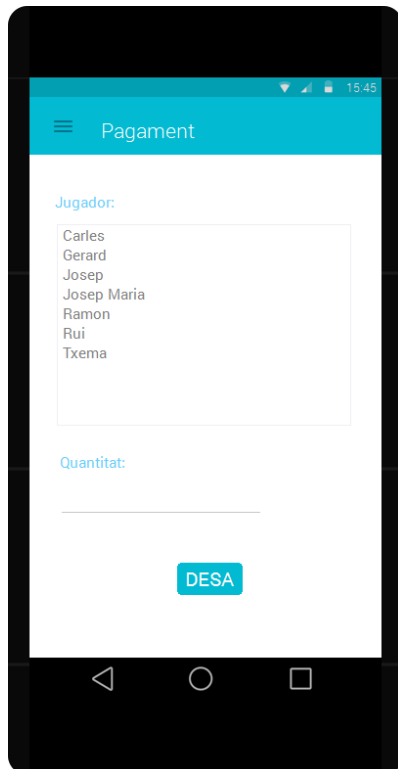 15:45
Pagament
Jugador:
Carles
Gerard
Josep
Josep Maria
Ramon
Rui
Txema
Quantitat:
DESA